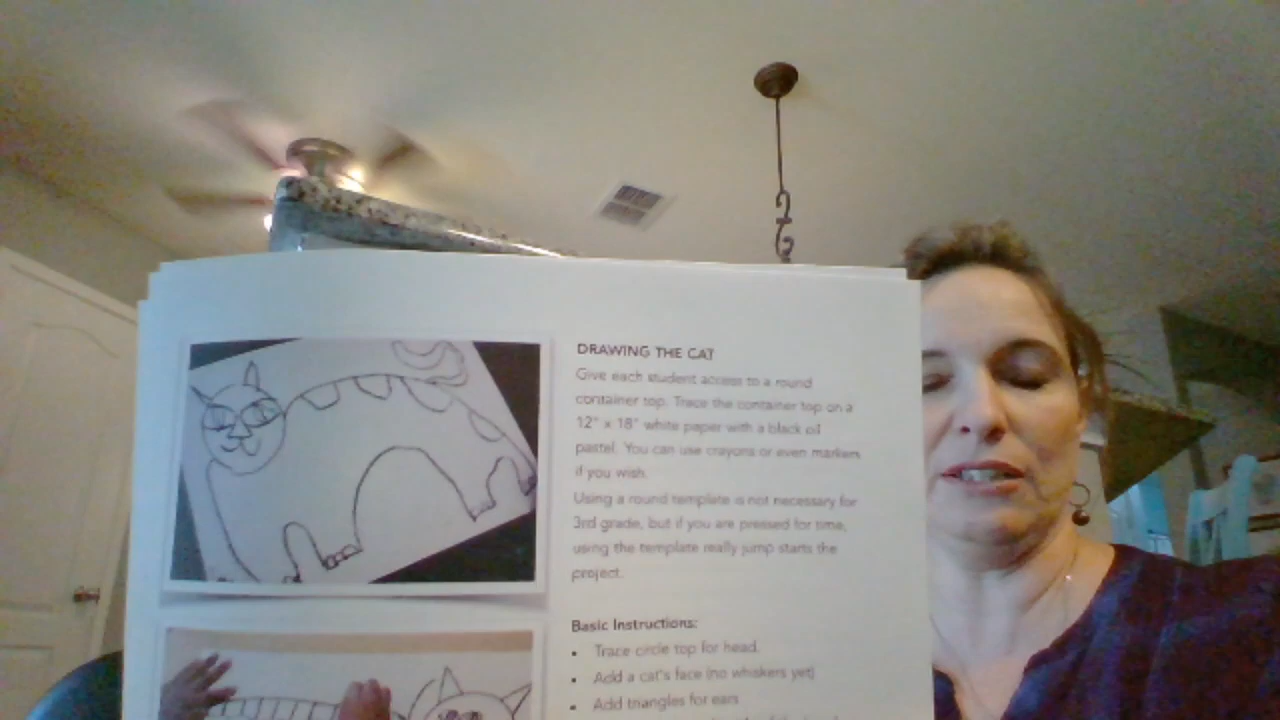 DRAWING THE CAT
Give each student access to a round
container top. Trace the container top on a
12" x 18" white paper with a black oil
pastel. You can use crayons or even markers
if you wish.
Using a round template is not necessary for
3rd grade, but if you are pressed for time,
using the template really jump starts the
project.
Basic Instructions:
• Trace circle top for head.
• Add a cat's face (no whiskers yet)
• Add triangles for ears